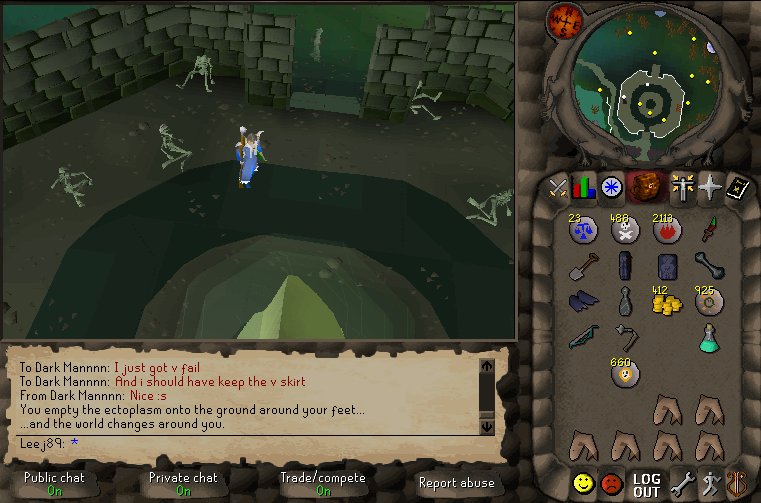 N
W E
S
23
488
2113
412
925
660
To Dark Mannnn: I just got v fail
To Dark Mannnn: And i should have keep the v skirt
From Dark Mannnn: Nice :s
You empty the ectoplasm onto the ground around your feet...
...and the world changes around you.
Leej89: *
Public chat
On
Private chat
On
Trade/compete
On
Report abuse
LOG
OUT